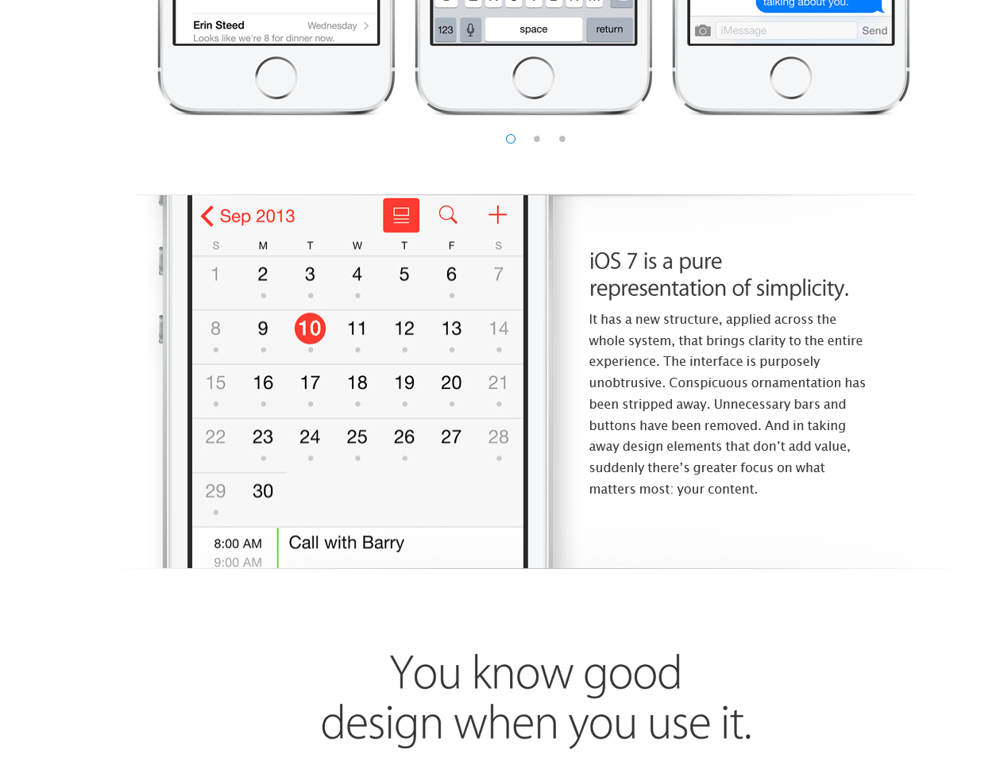 talking about you.
Erin Steed Wednesday
Looks like we're 8 for dinner now.
123 space return
iMessage Send
Sep 2013
S M T W T F S
1 2 3 4 5 6 7
8 9 10 11 12 13 14
15 16 17 18 19 20 21
22 23 24 25 26 27 28
29 30
8:00 AM Call with Barry
9:00 AM
iOS 7 is a pure
representation of simplicity.
It has a new structure, applied across the
whole system, that brings clarity to the entire
experience. The interface is purposely
unobtrusive. Conspicuous ornamentation has
been stripped away. Unnecessary bars and
buttons have been removed. And in taking
away design elements that don’t add value,
suddenly there’s greater focus on what
matters most: your content.
You know good
design when you use it.